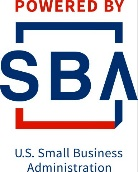 POWERED BY
SBA
U.S. Small Business
Administration